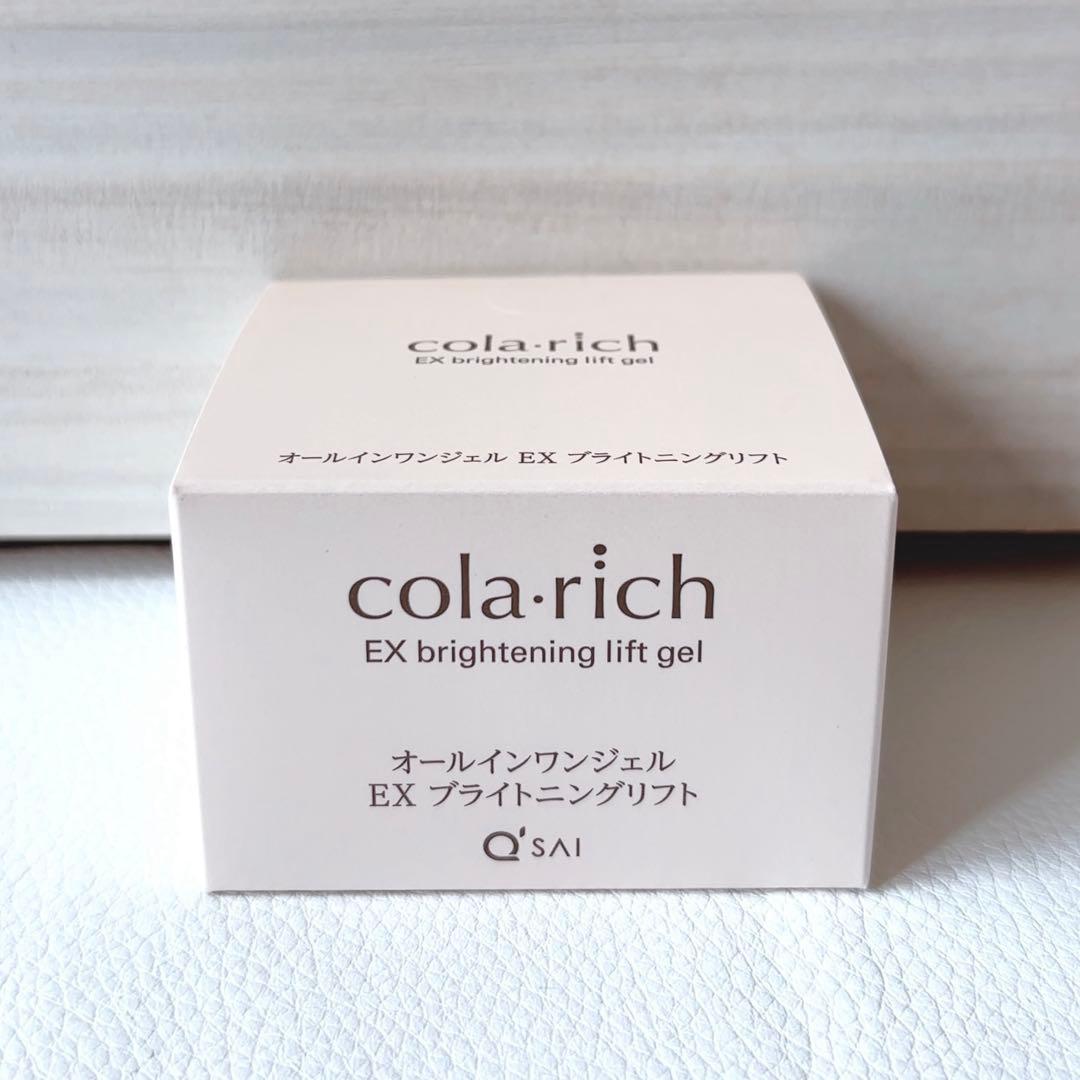 cola·rich
EX brightening lift gel
オールインワンジェル EX ブライトニングリフト
cola·rich
EX brightening lift gel
オールインワンジェル
EX ブライトニングリフト
Q'SAI